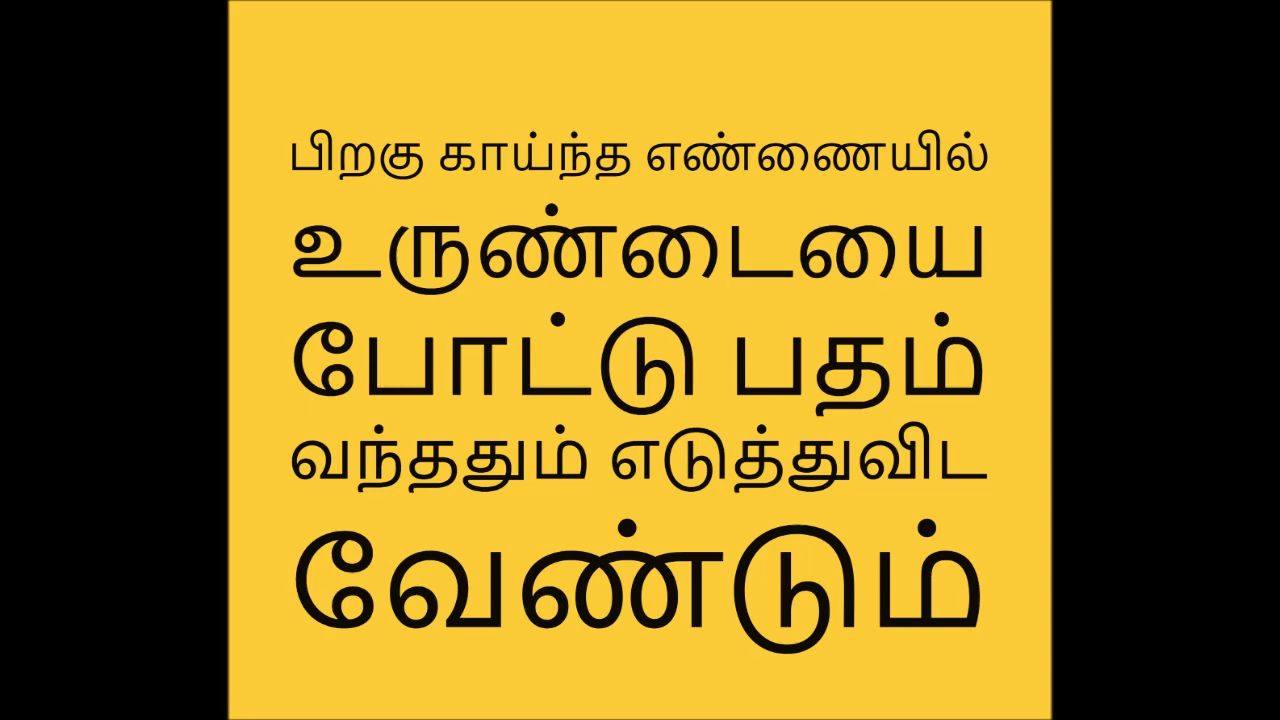 பிறகு காய்ந்த எண்ணையில்
உருண்டையை
போட்டு பதம்
வந்ததும் எடுத்துவிட
வேண்டும்